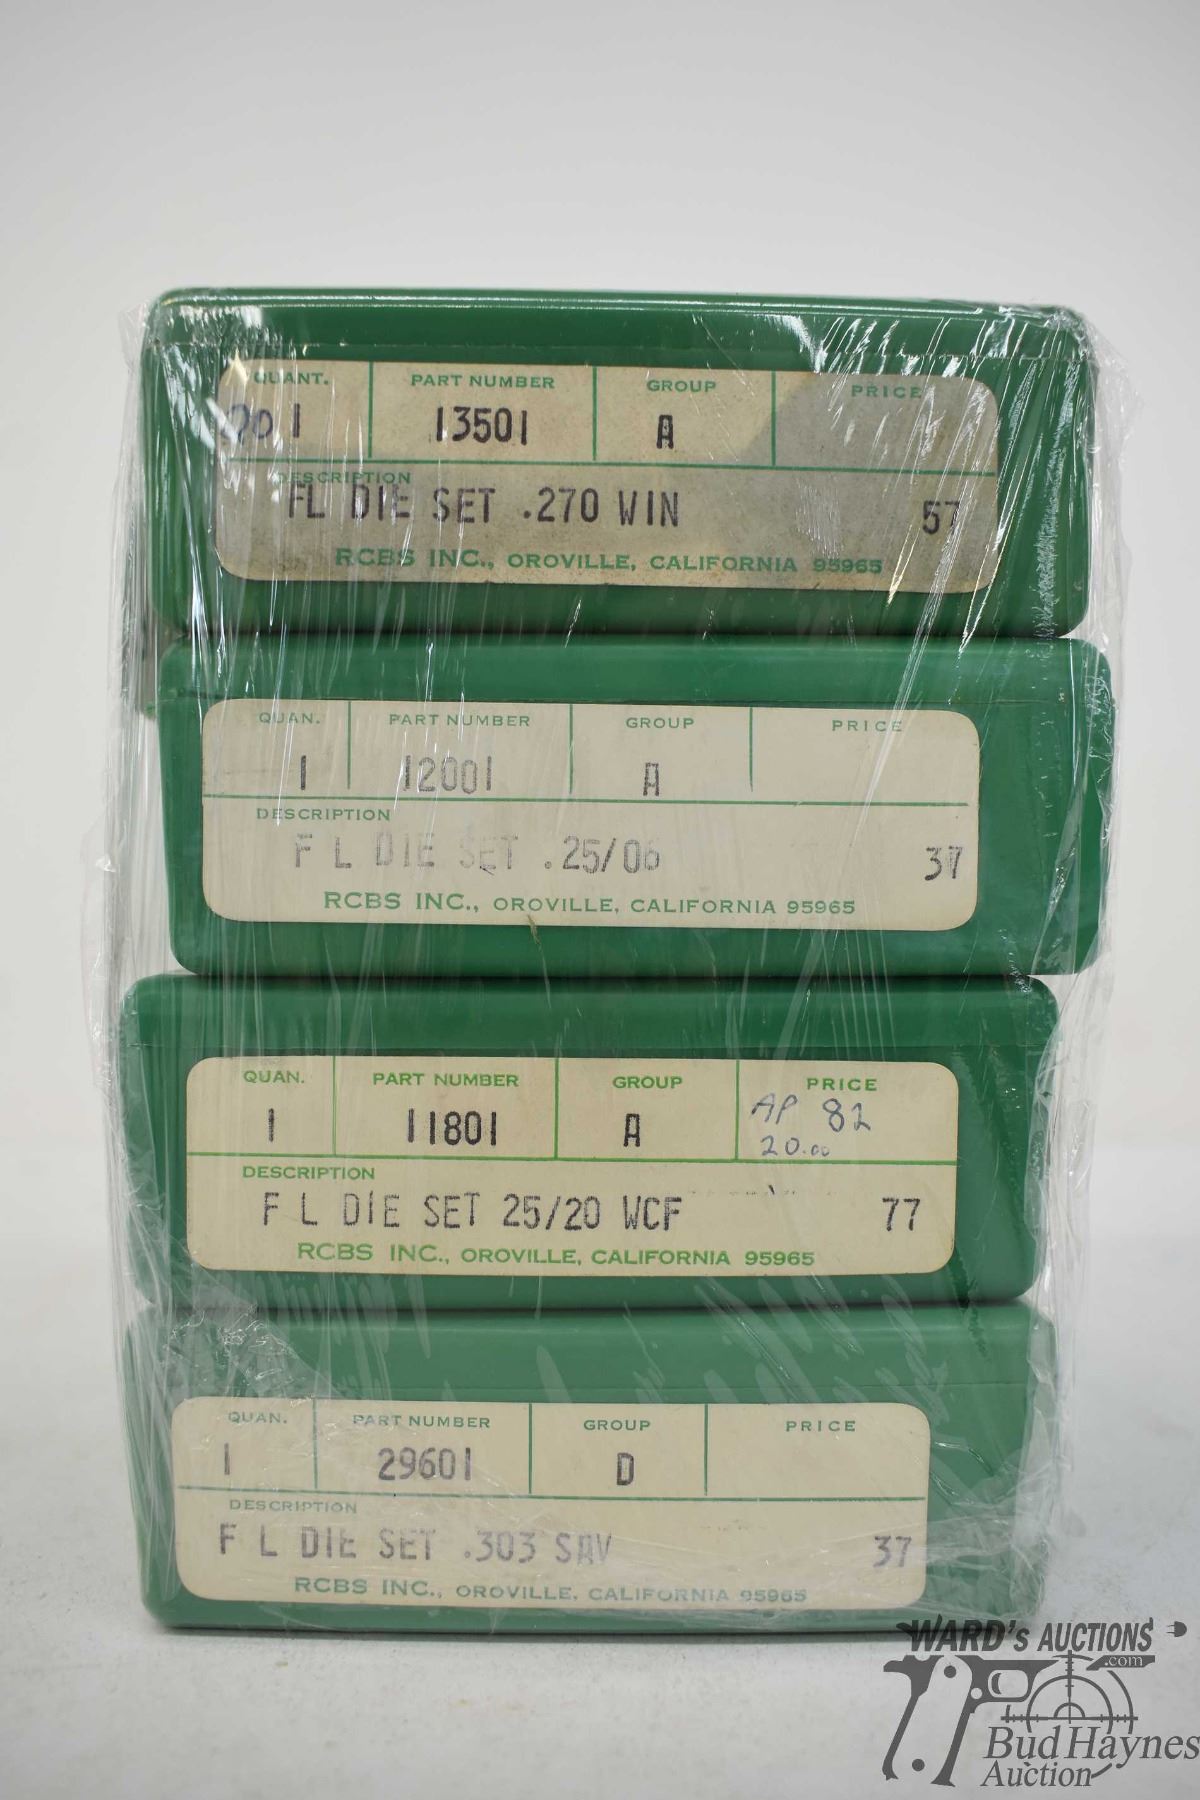 QUANT. PART NUMBER GROUP PRICE
1 13501 A
DESCRIPTION
FL DIE SET .270 WIN 57
RCBS INC., OROVILLE, CALIFORNIA 95965
QUAN. PART NUMBER GROUP PRICE
1 12001 A
DESCRIPTION
F L DIE SET .25/06 37
RCBS INC., OROVILLE, CALIFORNIA 95965
QUAN. PART NUMBER GROUP PRICE
1 11801 A AP 82
20.00
DESCRIPTION
F L DIE SET 25/20 WCF 77
RCBS INC., OROVILLE, CALIFORNIA 95965
QUAN. PART NUMBER GROUP PRICE
1 29601 D
DESCRIPTION
F L DIE SET .303 SAV 37
RCBS INC., OROVILLE, CALIFORNIA 95965
WARD's AUCTIONS
.com
Bud Haynes
Auction